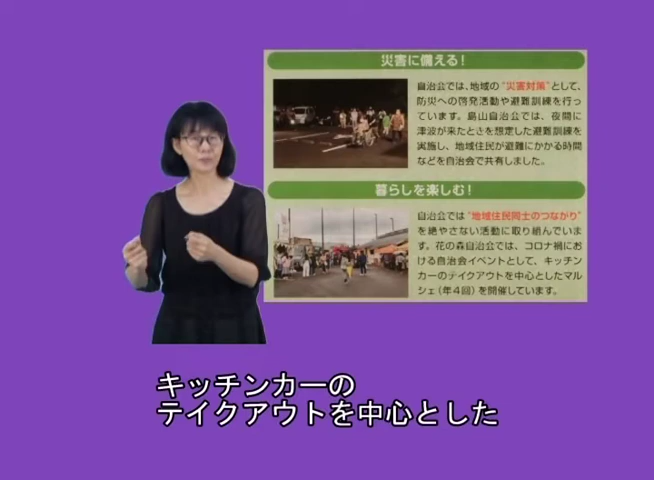 災害に備える！
自治会では、地域の“災害対策”として、
防災への啓発活動や避難訓練を行っ
ています。島山自治会では、夜間に
津波が来たときを想定した避難訓練を
実施し、地域住民が避難にかかる時間
などを自治会で共有しました。
暮らしを楽しむ！
自治会では“地域住民同士のつながり”
を絶やさない活動に取り組んでいま
す。花の森自治会では、コロナ禍にお
ける自治会イベントとして、キッチン
カーのテイクアウトを中心としたマル
シェ（年４回）を開催しています。
キッチンカーの
テイクアウトを中心とした